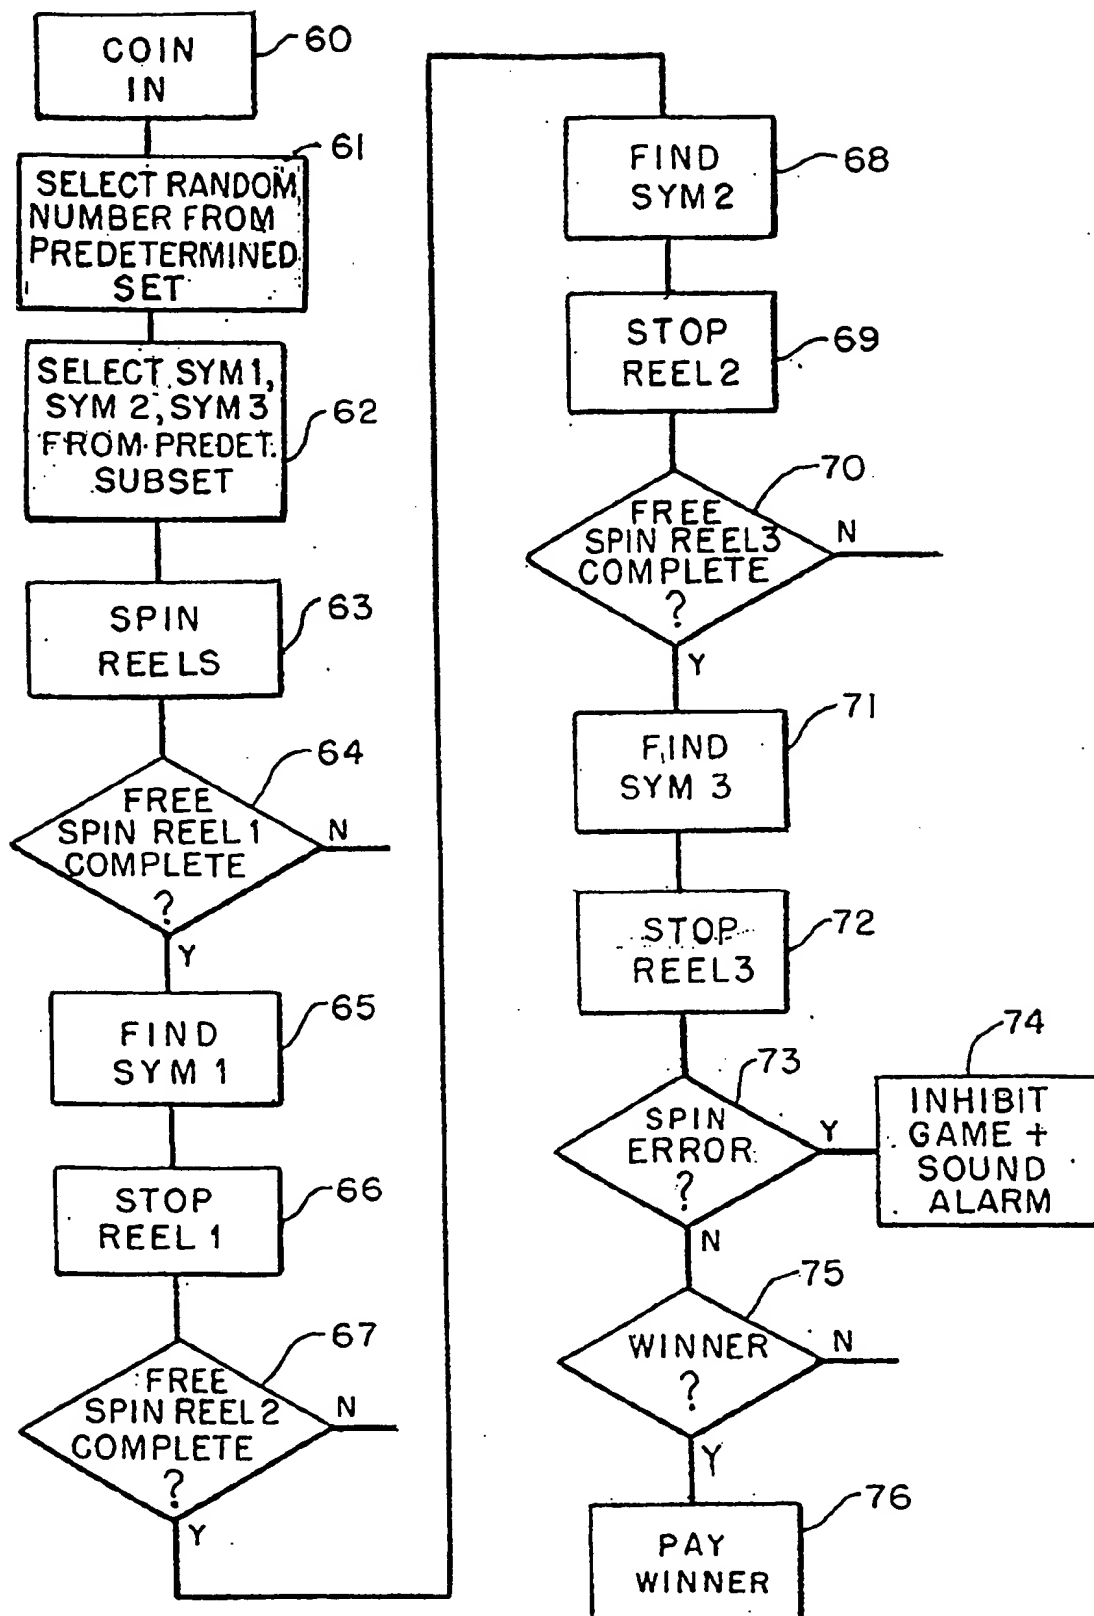 COIN
IN
60
61
SELECT RANDOM
NUMBER FROM
PREDETERMINED
SET
SELECT SYM 1,
SYM 2, SYM 3
FROM PREDET.
SUBSET
62
SPIN
REELS
63
64
FREE
SPIN REEL 1
COMPLETE
?
N
Y
FIND
SYM 1
65
STOP
REEL 1
66
67
FREE
SPIN REEL 2
COMPLETE
?
N
Y
FIND
SYM 2
68
STOP
REEL 2
69
70
FREE
SPIN REEL 3
COMPLETE
?
N
Y
FIND
SYM 3
71
STOP
REEL 3
72
73
SPIN
ERROR
?
Y
N
74
INHIBIT
GAME +
SOUND
ALARM
75
WINNER
?
N
Y
PAY
WINNER
76